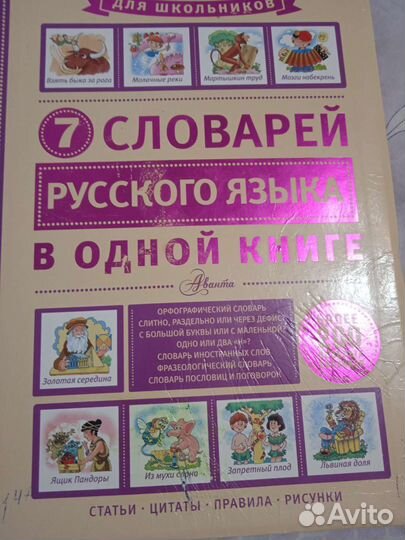 ДЛЯ ШКОЛЬНИКОВ
Взять быка за рога
Молочные реки
Мартышкин труд
Мозги набекрень
7 СЛОВАРЕЙ
РУССКОГО ЯЗЫКА
В ОДНОЙ КНИГЕ
Аванта
ОРФОГРАФИЧЕСКИЙ СЛОВАРЬ
СЛИТНО, РАЗДЕЛЬНО ИЛИ ЧЕРЕЗ ДЕФИС?
С БОЛЬШОЙ БУКВЫ ИЛИ С МАЛЕНЬКОЙ?
ОДНО ИЛИ ДВА «Н»?
СЛОВАРЬ ИНОСТРАННЫХ СЛОВ
ФРАЗЕОЛОГИЧЕСКИЙ СЛОВАРЬ
СЛОВАРЬ ПОСЛОВИЦ И ПОГОВОРОК
Золотая середина
Ящик Пандоры
Из мухи слона
Запретный плод
Львиная доля
СТАТЬИ · ЦИТАТЫ · ПРАВИЛА · РИСУНКИ
Avito